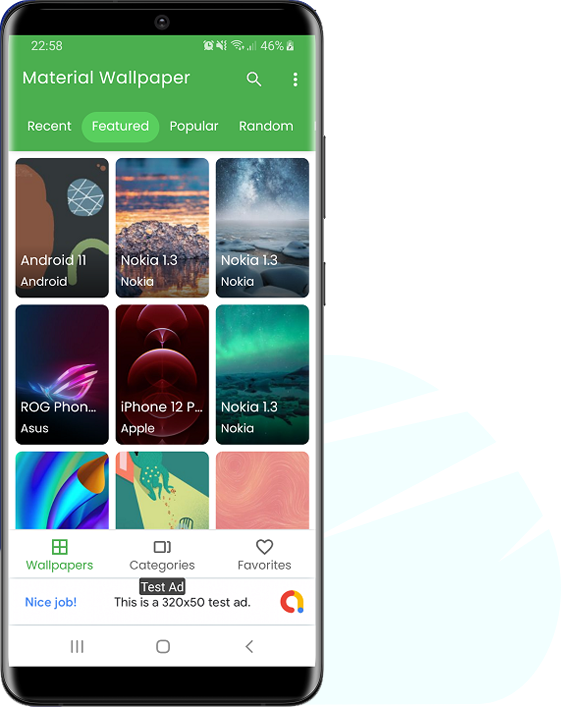 22:58 46%
Material Wallpaper
Recent Featured Popular Random
Android 11
Android
Nokia 1.3
Nokia
Nokia 1.3
Nokia
ROG Phon...
Asus
iPhone 12 P...
Apple
Nokia 1.3
Nokia
Wallpapers Categories Favorites
Test Ad
Nice job! This is a 320x50 test ad.